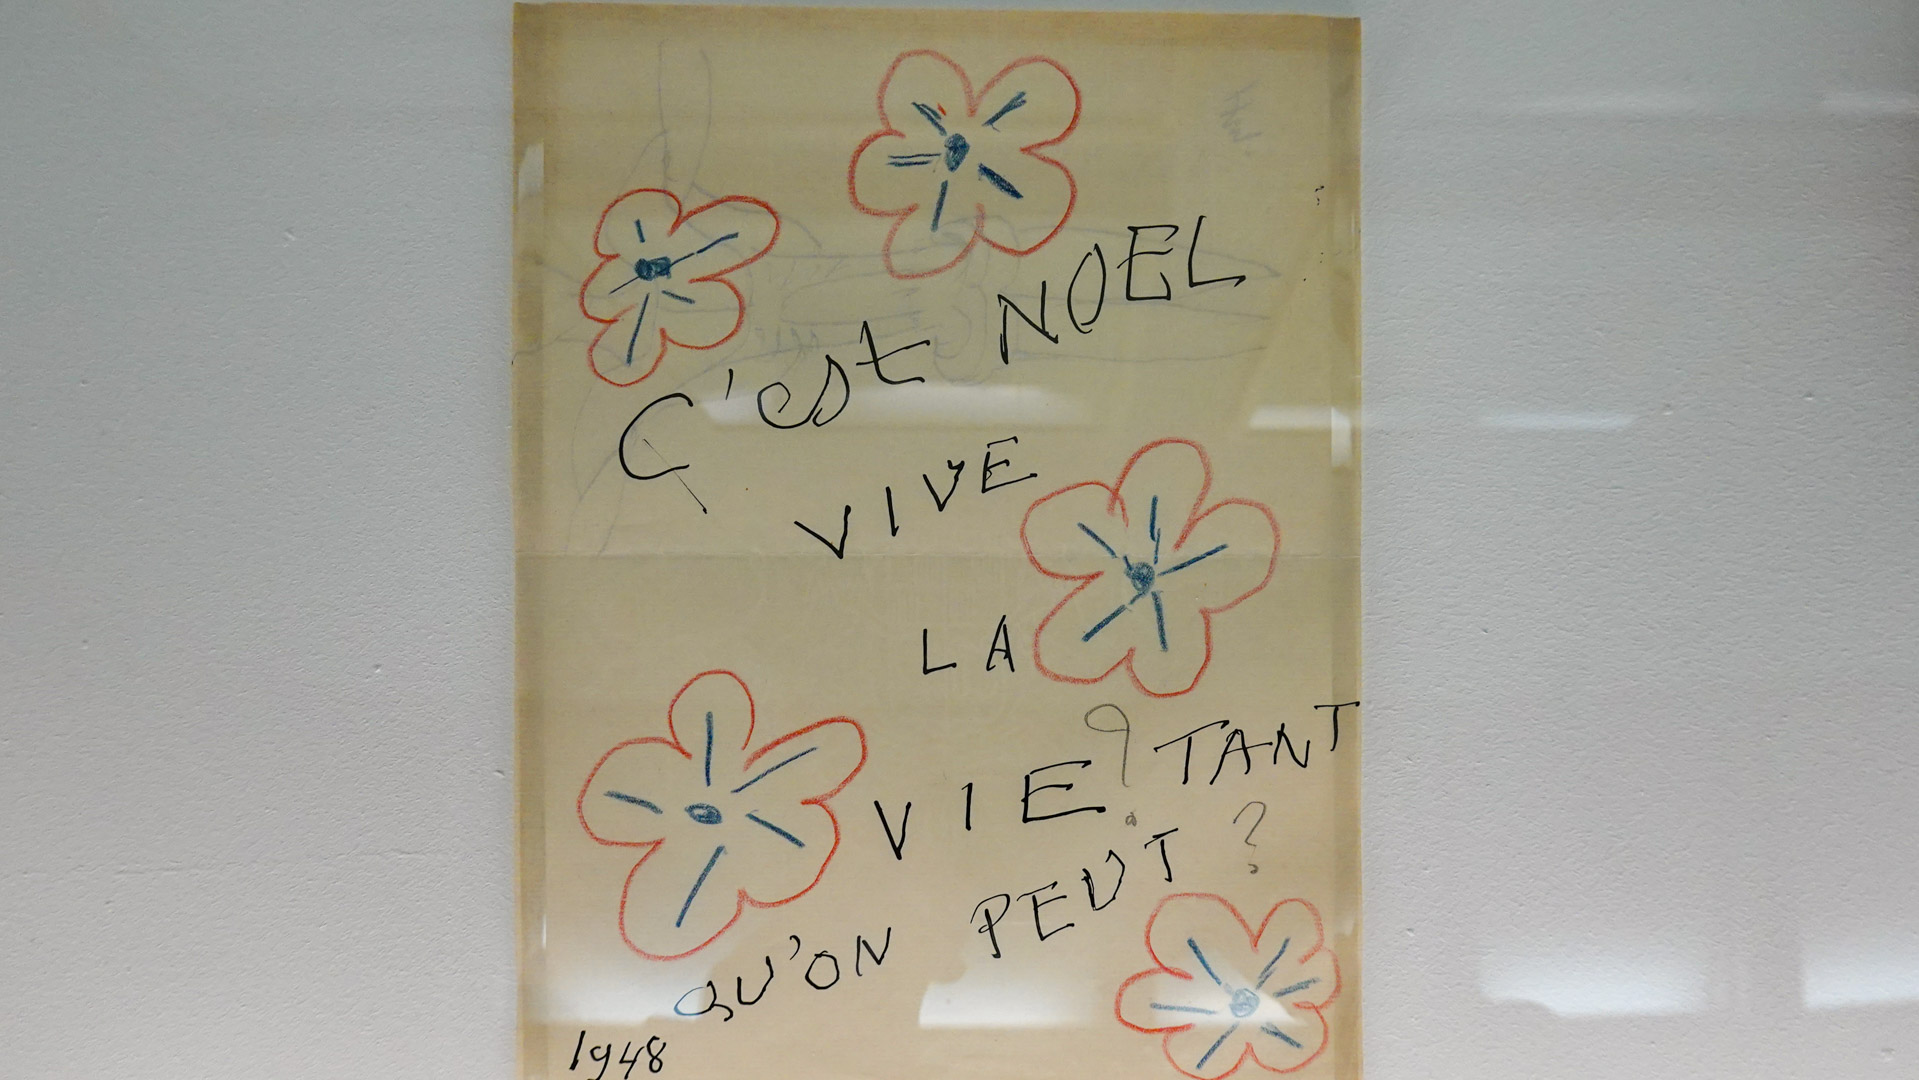 C'est NOEL
VIVE
LA
VIE ? TANT
QU'ON PEUT ?
1948